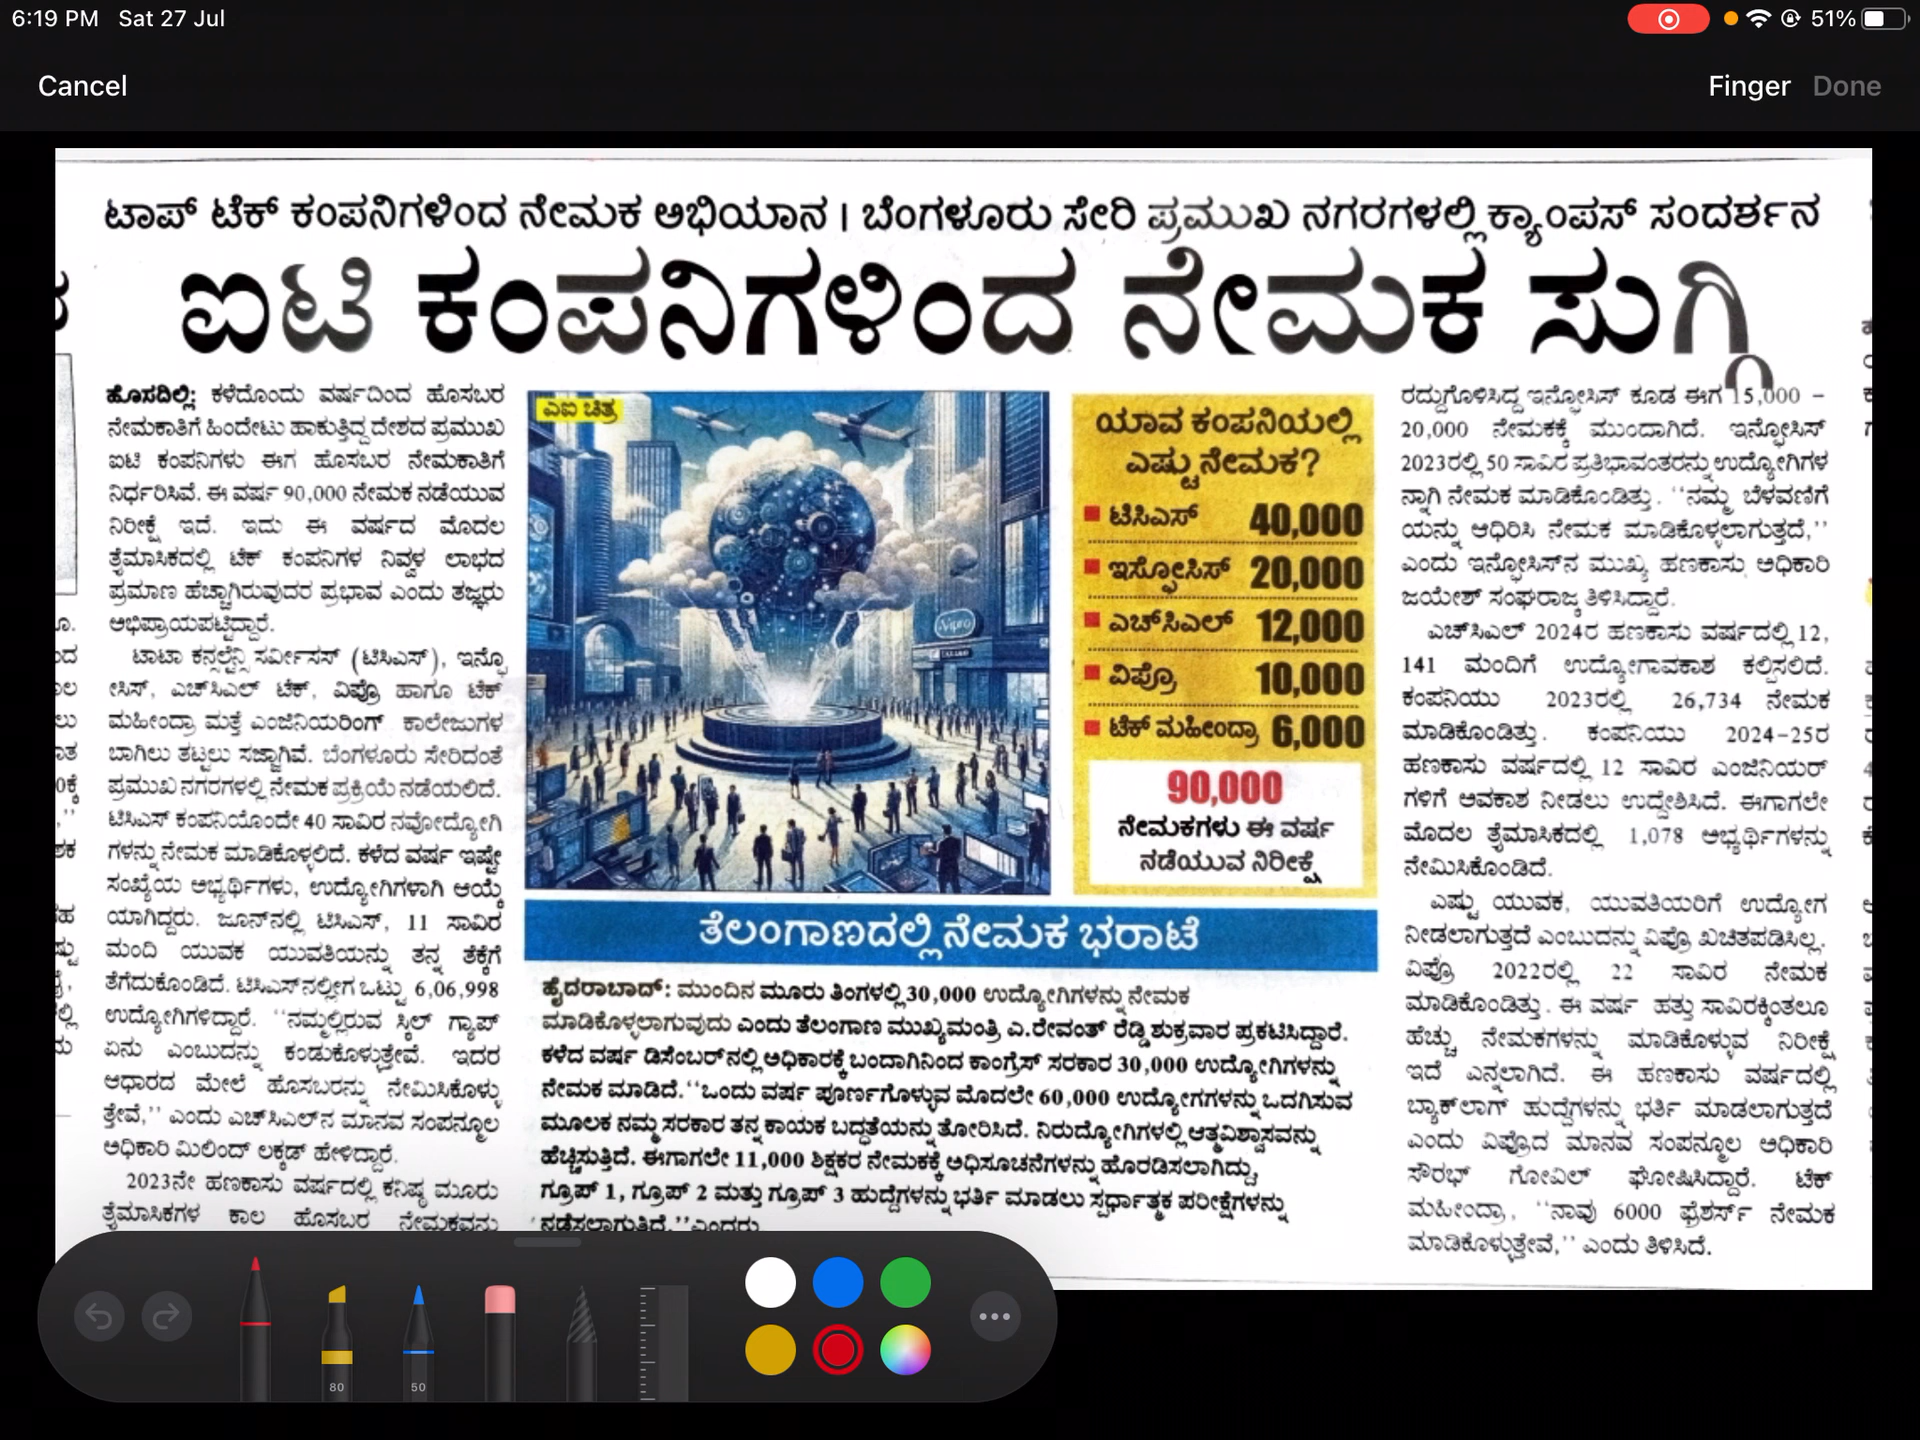 6:19 PM Sat 27 Jul
51%
Cancel
Finger Done
ಟಾಪ್ ಟೆಕ್ ಕಂಪನಿಗಳಿಂದ ನೇಮಕ ಅಭಿಯಾನ । ಬೆಂಗಳೂರು ಸೇರಿ ಪ್ರಮುಖ ನಗರಗಳಲ್ಲಿ ಕ್ಯಾಂಪಸ್ ಸಂದರ್ಶನ
ಐಟಿ ಕಂಪನಿಗಳಿಂದ ನೇಮಕ ಸುಗ್ಗಿ
ಹೊಸದಿಲ್ಲಿ: ಕಳೆದೊಂದು ವರ್ಷದಿಂದ ಹೊಸಬರ
ನೇಮಕಾತಿಗೆ ಹಿಂದೇಟು ಹಾಕುತ್ತಿದ್ದ ದೇಶದ ಪ್ರಮುಖ
ಐಟಿ ಕಂಪನಿಗಳು ಈಗ ಹೊಸಬರ ನೇಮಕಾತಿಗೆ
ನಿರ್ಧರಿಸಿವೆ. ಈ ವರ್ಷ 90,000 ನೇಮಕ ನಡೆಯುವ
ನಿರೀಕ್ಷೆ ಇದೆ. ಇದು ಈ ವರ್ಷದ ಮೊದಲ
ತ್ರೈಮಾಸಿಕದಲ್ಲಿ ಟೆಕ್ ಕಂಪನಿಗಳ ನಿವ್ವಳ ಲಾಭದ
ಪ್ರಮಾಣ ಹೆಚ್ಚಾಗಿರುವುದರ ಪ್ರಭಾವ ಎಂದು ತಜ್ಞರು
ಅಭಿಪ್ರಾಯಪಟ್ಟಿದ್ದಾರೆ.
ಟಾಟಾ ಕನ್ಸಲ್ಟೆನ್ಸಿ ಸರ್ವೀಸಸ್ (ಟಿಸಿಎಸ್), ಇನ್ಫೊ
ೀಸಿಸ್, ಎಚ್‌ಸಿಎಲ್ ಟೆಕ್, ವಿಪ್ರೊ ಹಾಗೂ ಟೆಕ್
ಮಹೀಂದ್ರಾ ಮತ್ತೆ ಎಂಜಿನಿಯರಿಂಗ್ ಕಾಲೇಜುಗಳ
ಬಾಗಿಲು ತಟ್ಟಲು ಸಜ್ಜಾಗಿವೆ. ಬೆಂಗಳೂರು ಸೇರಿದಂತೆ
ಪ್ರಮುಖ ನಗರಗಳಲ್ಲಿ ನೇಮಕ ಪ್ರಕ್ರಿಯೆ ನಡೆಯಲಿದೆ.
ಟಿಸಿಎಸ್ ಕಂಪನಿಯೊಂದೇ 40 ಸಾವಿರ ನವೋದ್ಯೋಗಿ
ಗಳನ್ನು ನೇಮಕ ಮಾಡಿಕೊಳ್ಳಲಿದೆ. ಕಳೆದ ವರ್ಷ ಇಷ್ಟೇ
ಸಂಖ್ಯೆಯ ಅಭ್ಯರ್ಥಿಗಳು, ಉದ್ಯೋಗಿಗಳಾಗಿ ಆಯ್ಕೆ
ಯಾಗಿದ್ದರು. ಜೂನ್‌ನಲ್ಲಿ ಟಿಸಿಎಸ್, 11 ಸಾವಿರ
ಮಂದಿ ಯುವಕ ಯುವತಿಯನ್ನು ತನ್ನ ತೆಕ್ಕೆಗೆ
ತೆಗೆದುಕೊಂಡಿದೆ. ಟಿಸಿಎಸ್‌ನಲ್ಲೀಗ ಒಟ್ಟು 6,06,998
ಉದ್ಯೋಗಿಗಳಿದ್ದಾರೆ. ‘‘ನಮ್ಮಲ್ಲಿರುವ ಸ್ಕಿಲ್ ಗ್ಯಾಪ್
ಏನು ಎಂಬುದನ್ನು ಕಂಡುಕೊಳ್ಳುತ್ತೇವೆ. ಇದರ
ಆಧಾರದ ಮೇಲೆ ಹೊಸಬರನ್ನು ನೇಮಿಸಿಕೊಳ್ಳು
ತ್ತೇವೆ,’’ ಎಂದು ಎಚ್‌ಸಿಎಲ್‌ನ ಮಾನವ ಸಂಪನ್ಮೂಲ
ಅಧಿಕಾರಿ ಮಿಲಿಂದ್ ಲಕ್ಕಡ್ ಹೇಳಿದ್ದಾರೆ.
2023ನೇ ಹಣಕಾಸು ವರ್ಷದಲ್ಲಿ ಕನಿಷ್ಠ ಮೂರು
ತ್ರೈಮಾಸಿಕಗಳ ಕಾಲ ಹೊಸಬರ ನೇಮಕವನ್ನು
ಎಐ ಚಿತ್ರ
Wipro
ಯಾವ ಕಂಪನಿಯಲ್ಲಿ
ಎಷ್ಟು ನೇಮಕ?
ಟಿಸಿಎಸ್ 40,000
ಇನ್ಫೋಸಿಸ್ 20,000
ಎಚ್‌ಸಿಎಲ್ 12,000
ವಿಪ್ರೊ 10,000
ಟೆಕ್ ಮಹೀಂದ್ರಾ 6,000
90,000
ನೇಮಕಗಳು ಈ ವರ್ಷ
ನಡೆಯುವ ನಿರೀಕ್ಷೆ
ತೆಲಂಗಾಣದಲ್ಲಿ ನೇಮಕ ಭರಾಟೆ
ಹೈದರಾಬಾದ್: ಮುಂದಿನ ಮೂರು ತಿಂಗಳಲ್ಲಿ 30,000 ಉದ್ಯೋಗಿಗಳನ್ನು ನೇಮಕ
ಮಾಡಿಕೊಳ್ಳಲಾಗುವುದು ಎಂದು ತೆಲಂಗಾಣ ಮುಖ್ಯಮಂತ್ರಿ ಎ.ರೇವಂತ್ ರೆಡ್ಡಿ ಶುಕ್ರವಾರ ಪ್ರಕಟಿಸಿದ್ದಾರೆ.
ಕಳೆದ ವರ್ಷ ಡಿಸೆಂಬರ್‌ನಲ್ಲಿ ಅಧಿಕಾರಕ್ಕೆ ಬಂದಾಗಿನಿಂದ ಕಾಂಗ್ರೆಸ್ ಸರಕಾರ 30,000 ಉದ್ಯೋಗಿಗಳನ್ನು
ನೇಮಕ ಮಾಡಿದೆ. ‘‘ಒಂದು ವರ್ಷ ಪೂರ್ಣಗೊಳ್ಳುವ ಮೊದಲೇ 60,000 ಉದ್ಯೋಗಗಳನ್ನು ಒದಗಿಸುವ
ಮೂಲಕ ನಮ್ಮ ಸರಕಾರ ತನ್ನ ಕಾಯಕ ಬದ್ಧತೆಯನ್ನು ತೋರಿಸಿದೆ. ನಿರುದ್ಯೋಗಿಗಳಲ್ಲಿ ಆತ್ಮವಿಶ್ವಾಸವನ್ನು
ಹೆಚ್ಚಿಸುತ್ತಿದೆ. ಈಗಾಗಲೇ 11,000 ಶಿಕ್ಷಕರ ನೇಮಕಕ್ಕೆ ಅಧಿಸೂಚನೆಗಳನ್ನು ಹೊರಡಿಸಲಾಗಿದ್ದು,
ಗ್ರೂಪ್ 1, ಗ್ರೂಪ್ 2 ಮತ್ತು ಗ್ರೂಪ್ 3 ಹುದ್ದೆಗಳನ್ನು ಭರ್ತಿ ಮಾಡಲು ಸ್ಪರ್ಧಾತ್ಮಕ ಪರೀಕ್ಷೆಗಳನ್ನು
ನಡೆಸಲಾಗುತ್ತಿದೆ.’’ ಎಂದರು
ರದ್ದುಗೊಳಿಸಿದ್ದ ಇನ್ಫೋಸಿಸ್ ಕೂಡ ಈಗ 15,000 –
20,000 ನೇಮಕಕ್ಕೆ ಮುಂದಾಗಿದೆ. ಇನ್ಫೋಸಿಸ್
2023ರಲ್ಲಿ 50 ಸಾವಿರ ಪ್ರತಿಭಾವಂತರನ್ನು ಉದ್ಯೋಗಿಗಳ
ನ್ನಾಗಿ ನೇಮಕ ಮಾಡಿಕೊಂಡಿತ್ತು. ‘‘ನಮ್ಮ ಬೆಳವಣಿಗೆ
ಯನ್ನು ಆಧಿರಿಸಿ ನೇಮಕ ಮಾಡಿಕೊಳ್ಳಲಾಗುತ್ತದೆ,’’
ಎಂದು ಇನ್ಫೋಸಿಸ್‌ನ ಮುಖ್ಯ ಹಣಕಾಸು ಅಧಿಕಾರಿ
ಜಯೇಶ್ ಸಂಘರಾಜ್ಕ ತಿಳಿಸಿದ್ದಾರೆ.
ಎಚ್‌ಸಿಎಲ್ 2024ರ ಹಣಕಾಸು ವರ್ಷದಲ್ಲಿ 12,
141 ಮಂದಿಗೆ ಉದ್ಯೋಗಾವಕಾಶ ಕಲ್ಪಿಸಲಿದೆ.
ಕಂಪನಿಯು 2023ರಲ್ಲಿ 26,734 ನೇಮಕ
ಮಾಡಿಕೊಂಡಿತ್ತು. ಕಂಪನಿಯು 2024-25ರ
ಹಣಕಾಸು ವರ್ಷದಲ್ಲಿ 12 ಸಾವಿರ ಎಂಜಿನಿಯರ್
ಗಳಿಗೆ ಅವಕಾಶ ನೀಡಲು ಉದ್ದೇಶಿಸಿದೆ. ಈಗಾಗಲೇ
ಮೊದಲ ತ್ರೈಮಾಸಿಕದಲ್ಲಿ 1,078 ಅಭ್ಯರ್ಥಿಗಳನ್ನು
ನೇಮಿಸಿಕೊಂಡಿದೆ.
ಎಷ್ಟು ಯುವಕ, ಯುವತಿಯರಿಗೆ ಉದ್ಯೋಗ
ನೀಡಲಾಗುತ್ತದೆ ಎಂಬುದನ್ನು ವಿಪ್ರೊ ಖಚಿತಪಡಿಸಿಲ್ಲ.
ವಿಪ್ರೊ 2022ರಲ್ಲಿ 22 ಸಾವಿರ ನೇಮಕ
ಮಾಡಿಕೊಂಡಿತ್ತು. ಈ ವರ್ಷ ಹತ್ತು ಸಾವಿರಕ್ಕಿಂತಲೂ
ಹೆಚ್ಚು ನೇಮಕಗಳನ್ನು ಮಾಡಿಕೊಳ್ಳುವ ನಿರೀಕ್ಷೆ
ಇದೆ ಎನ್ನಲಾಗಿದೆ. ಈ ಹಣಕಾಸು ವರ್ಷದಲ್ಲಿ
ಬ್ಯಾಕ್‌ಲಾಗ್ ಹುದ್ದೆಗಳನ್ನು ಭರ್ತಿ ಮಾಡಲಾಗುತ್ತದೆ
ಎಂದು ವಿಪ್ರೊದ ಮಾನವ ಸಂಪನ್ಮೂಲ ಅಧಿಕಾರಿ
ಸೌರಭ್ ಗೋವಿಲ್ ಘೋಷಿಸಿದ್ದಾರೆ. ಟೆಕ್
ಮಹೀಂದ್ರಾ, ‘‘ನಾವು 6000 ಫ್ರೆಶರ್ಸ್ ನೇಮಕ
ಮಾಡಿಕೊಳ್ಳುತ್ತೇವೆ,’’ ಎಂದು ತಿಳಿಸಿದೆ.
80
50